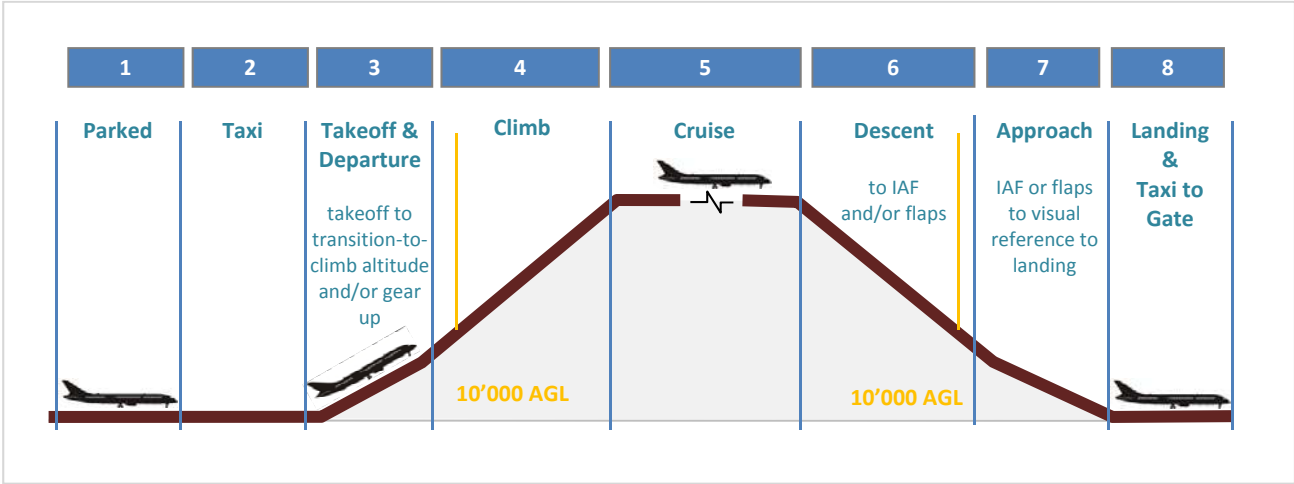 1
2
3
4
5
6
7
8
Parked
Taxi
Takeoff &
Departure
takeoff to
transition-to-
climb altitude
and/or gear
up
Climb
Cruise
Descent
to IAF
and/or flaps
Approach
IAF or flaps
to visual
reference to
landing
Landing
&
Taxi to
Gate
10’000 AGL
10’000 AGL